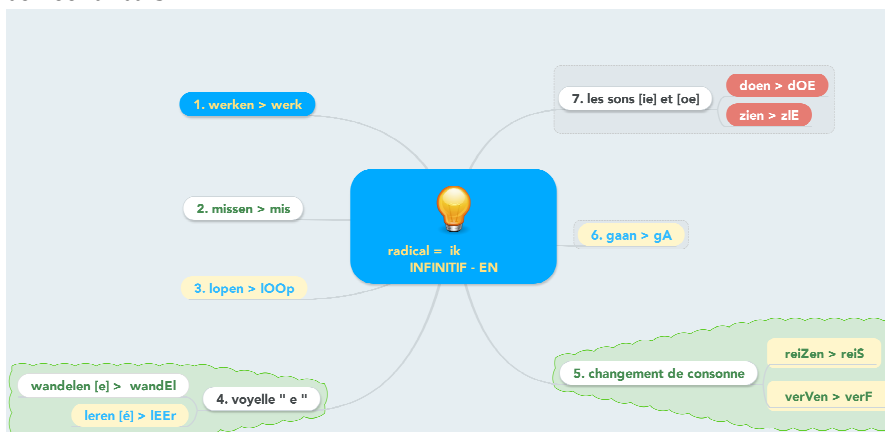 radical = ik
INFINITIF - EN
1. werken > werk
2. missen > mis
3. lopen > lOOp
4. voyelle " e "
wandelen [e] > wandEl
leren [é] > lEEr
5. changement de consonne
reiZen > reiS
verVen > verF
6. gaan > gA
7. les sons [ie] et [oe]
doen > dOE
zien > zIE